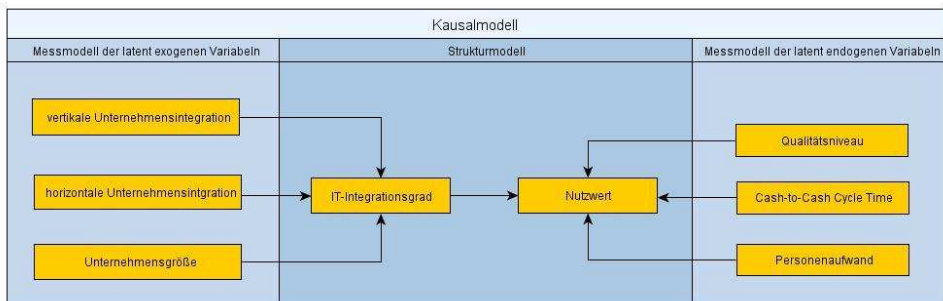 Kausalmodell
Messmodell der latent exogenen Variabeln
Strukturmodell
Messmodell der latent endogenen Variabeln
vertikale Unternehmensintegration
Qualitätsniveau
horizontale Unternehmensintgration
IT-Integrationsgrad
Nutzwert
Cash-to-Cash Cycle Time
Unternehmensgröße
Personenaufwand